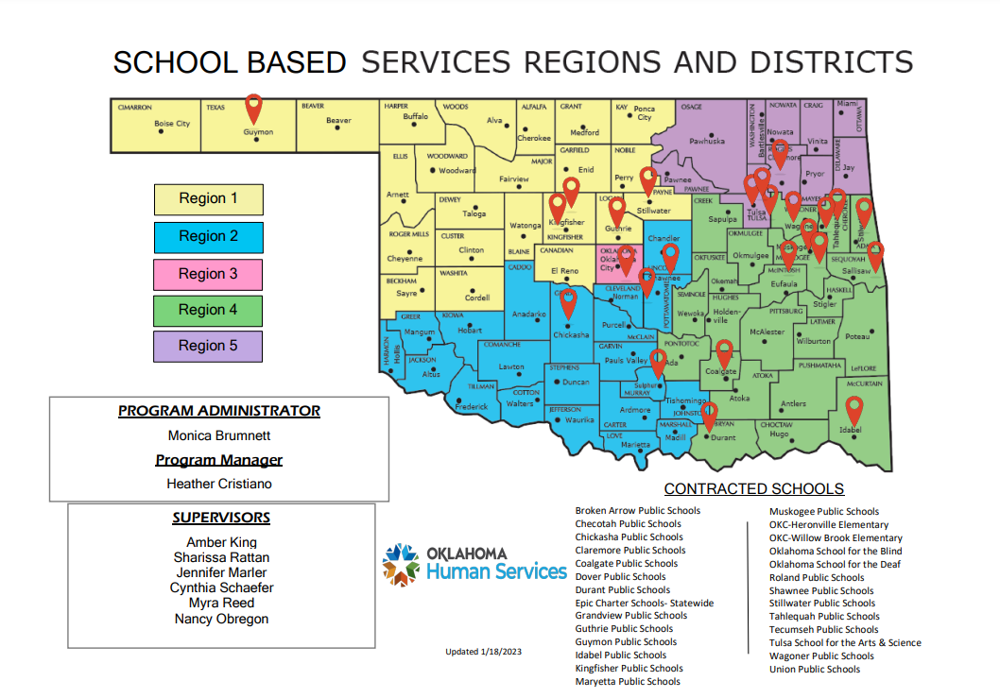 SCHOOL BASED SERVICES REGIONS AND DISTRICTS
CIMARRON
Boise City
TEXAS
Guymon
BEAVER
Beaver
HARPER
Buffalo
WOODS
Alva
ALFALFA
Cherokee
GRANT
Medford
KAY
Ponca
City
OSAGE
Pawhuska
WASHINGTON
Bartlesville
NOWATA
Nowata
CRAIG
Vinita
Miami
OTTAWA
ELLIS
Arnett
WOODWARD
Woodward
MAJOR
Fairview
GARFIELD
Enid
NOBLE
Perry
Pawnee
PAWNEE
Pryor
DELAWARE
Jay
MAYES
DEWEY
Taloga
Watonga
BLAINE
Kingfisher
KINGFISHER
Guthrie
PAYNE
Stillwater
CREEK
Sapulpa
Tulsa
TULSA
ROGER MILLS
Cheyenne
CUSTER
Clinton
CANADIAN
El Reno
Chandler
OKMULGEE
Okmulgee
OKFUSKEE
Okemah
McINTOSH
Eufaula
SEQUOYAH
Sallisaw
BECKHAM
Sayre
WASHITA
Cordell
CADDO
Anadarko
Chickasha
CLEVELAND
Norman
POTTAWATOMIE
SEMINOLE
Wewoka
HUGHES
Holden-
ville
PITTSBURG
McAlester
HASKELL
Stigler
LATIMER
Wilburton
Poteau
LeFLORE
GREER
Mangum
KIOWA
Hobart
HARMON
Hollis
JACKSON
Altus
COMANCHE
Lawton
TILLMAN
Frederick
COTTON
Walters
STEPHENS
Duncan
JEFFERSON
Waurika
Purcell
McCLAIN
GARVIN
Pauls Valley
PONTOTOC
Ada
Sulphur
MURRAY
Ardmore
CARTER
LOVE
Marietta
Tishomingo
JOHNSTON
MARSHALL
Madill
Coalgate
ATOKA
Atoka
BRYAN
Durant
PUSHMATAHA
Antlers
CHOCTAW
Hugo
McCURTAIN
Idabel
Region 1
Region 2
Region 3
Region 4
Region 5
PROGRAM ADMINISTRATOR
Monica Brumnett
Program Manager
Heather Cristiano
SUPERVISORS
Amber King
Sharissa Rattan
Jennifer Marler
Cynthia Schaefer
Myra Reed
Nancy Obregon
OKLAHOMA
Human Services
Updated 1/18/2023
CONTRACTED SCHOOLS
Broken Arrow Public Schools
Checotah Public Schools
Chickasha Public Schools
Claremore Public Schools
Coalgate Public Schools
Dover Public Schools
Durant Public Schools
Epic Charter Schools- Statewide
Grandview Public Schools
Guthrie Public Schools
Guymon Public Schools
Idabel Public Schools
Kingfisher Public Schools
Maryetta Public Schools
Muskogee Public Schools
OKC-Heronville Elementary
OKC-Willow Brook Elementary
Oklahoma School for the Blind
Oklahoma School for the Deaf
Roland Public Schools
Shawnee Public Schools
Stillwater Public Schools
Tahlequah Public Schools
Tecumseh Public Schools
Tulsa School for the Arts & Science
Wagoner Public Schools
Union Public Schools